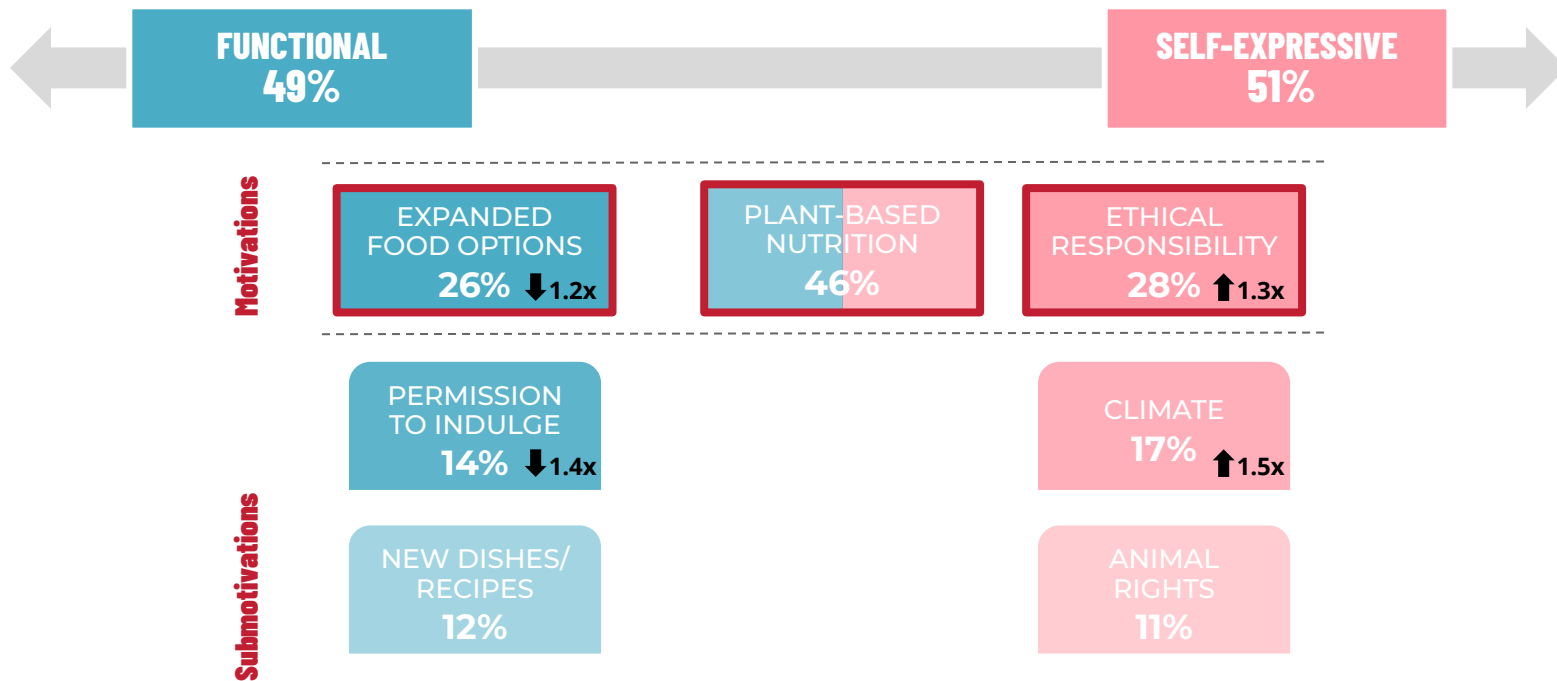 FUNCTIONAL
49%
SELF-EXPRESSIVE
51%
Motivations
EXPANDED
FOOD OPTIONS
26% 1.2x
PLANT-BASED
NUTRITION
46%
ETHICAL
RESPONSIBILITY
28% 1.3x
Submotivations
PERMISSION
TO INDULGE
14% 1.4x
CLIMATE
17% 1.5x
NEW DISHES/
RECIPES
12%
ANIMAL
RIGHTS
11%